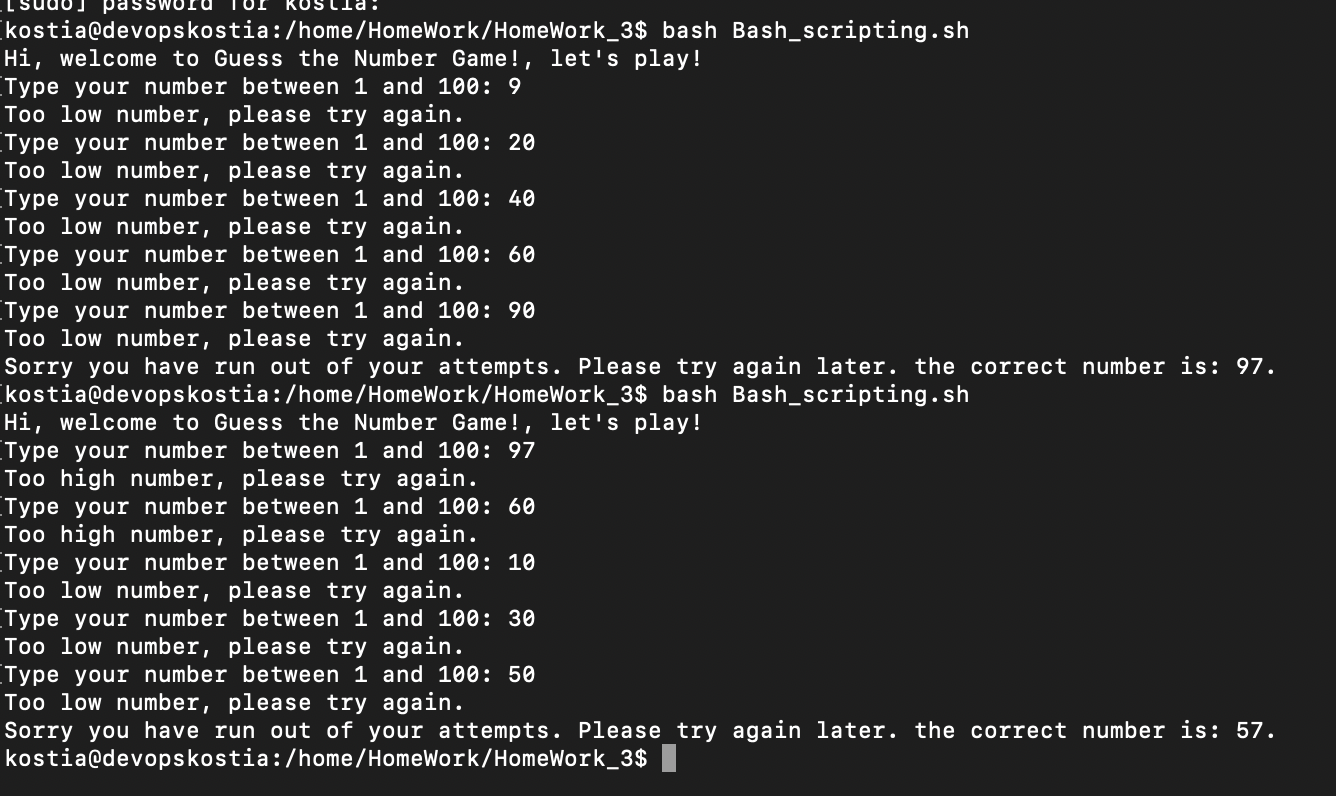 [sudo] password for kostia:
kostia@devopskostia:/home/HomeWork/HomeWork_3$ bash Bash_scripting.sh
Hi, welcome to Guess the Number Game!, let's play!
Type your number between 1 and 100: 9
Too low number, please try again.
Type your number between 1 and 100: 20
Too low number, please try again.
Type your number between 1 and 100: 40
Too low number, please try again.
Type your number between 1 and 100: 60
Too low number, please try again.
Type your number between 1 and 100: 90
Too low number, please try again.
Sorry you have run out of your attempts. Please try again later. the correct number is: 97.
kostia@devopskostia:/home/HomeWork/HomeWork_3$ bash Bash_scripting.sh
Hi, welcome to Guess the Number Game!, let's play!
Type your number between 1 and 100: 97
Too high number, please try again.
Type your number between 1 and 100: 60
Too high number, please try again.
Type your number between 1 and 100: 10
Too low number, please try again.
Type your number between 1 and 100: 30
Too low number, please try again.
Type your number between 1 and 100: 50
Too low number, please try again.
Sorry you have run out of your attempts. Please try again later. the correct number is: 57.
kostia@devopskostia:/home/HomeWork/HomeWork_3$